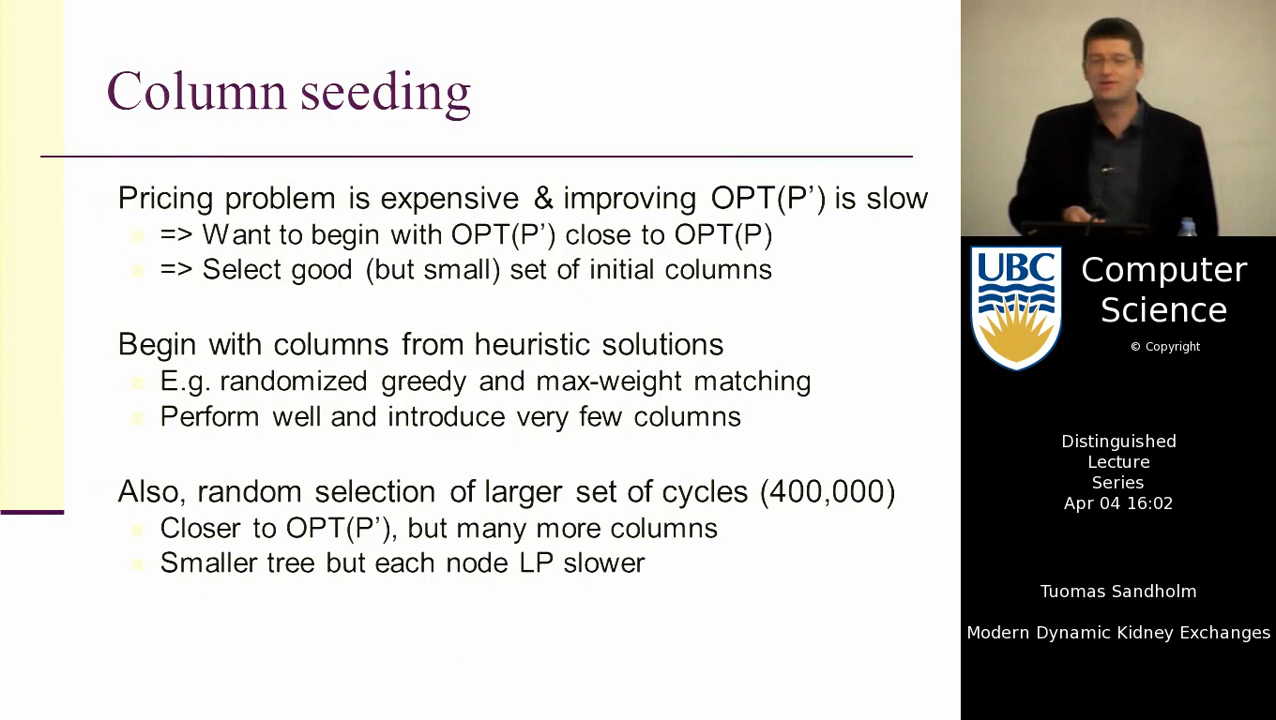 Column seeding
Pricing problem is expensive & improving OPT(P’) is slow
=> Want to begin with OPT(P’) close to OPT(P)
=> Select good (but small) set of initial columns
Begin with columns from heuristic solutions
E.g. randomized greedy and max-weight matching
Perform well and introduce very few columns
Also, random selection of larger set of cycles (400,000)
Closer to OPT(P’), but many more columns
Smaller tree but each node LP slower
UBC
Computer
Science
© Copyright
Distinguished
Lecture
Series
Apr 04 16:02
Tuomas Sandholm
Modern Dynamic Kidney Exchanges